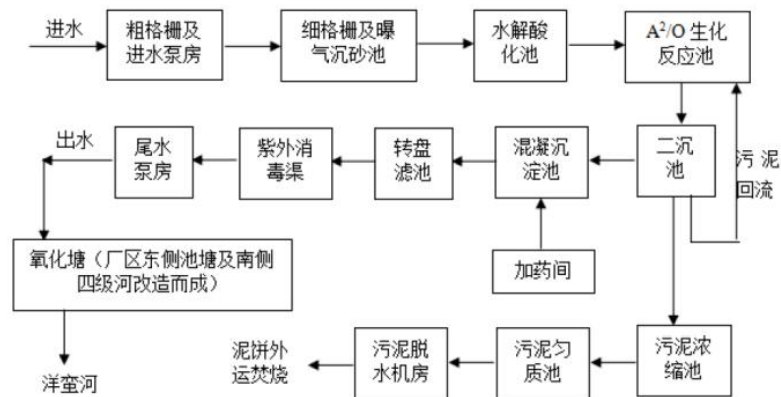 进水
粗格栅及
进水泵房
细格栅及曝
气沉砂池
水解酸
化池
A²/O 生化
反应池
出水
尾水
泵房
紫外消
毒渠
转盘
滤池
混凝沉
淀池
二沉
池
污 泥
回流
氧化塘（厂区东侧池塘及南侧
四级河改造而成）
加药间
洋蛮河
泥饼外
运焚烧
污泥脱
水机房
污泥匀
质池
污泥浓
缩池